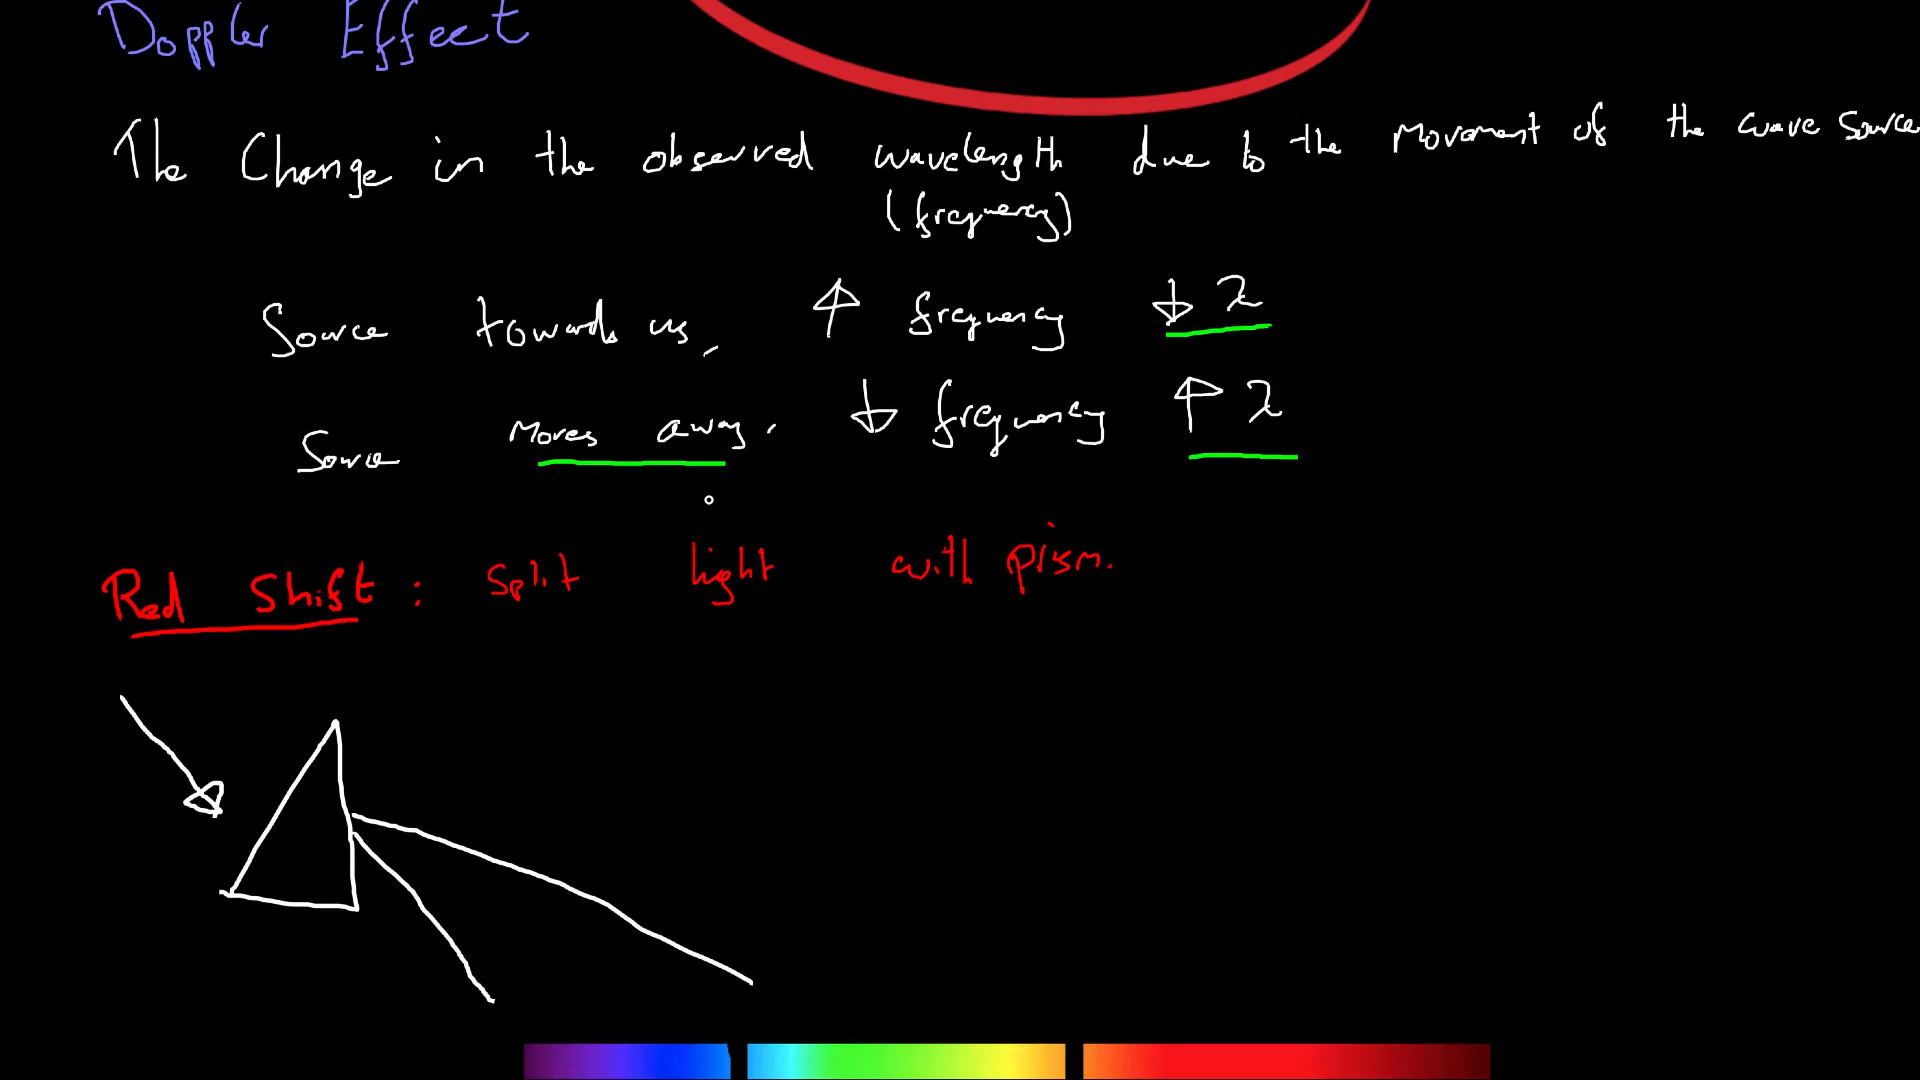 Doppler Effect
The Change in the observed wavelength due to the movement of the wave source
(frequency)
Source towards us, ↑ frequency ↓ λ
Source moves away. ↓ frequency ↑ λ
Red Shift: split light with prism.